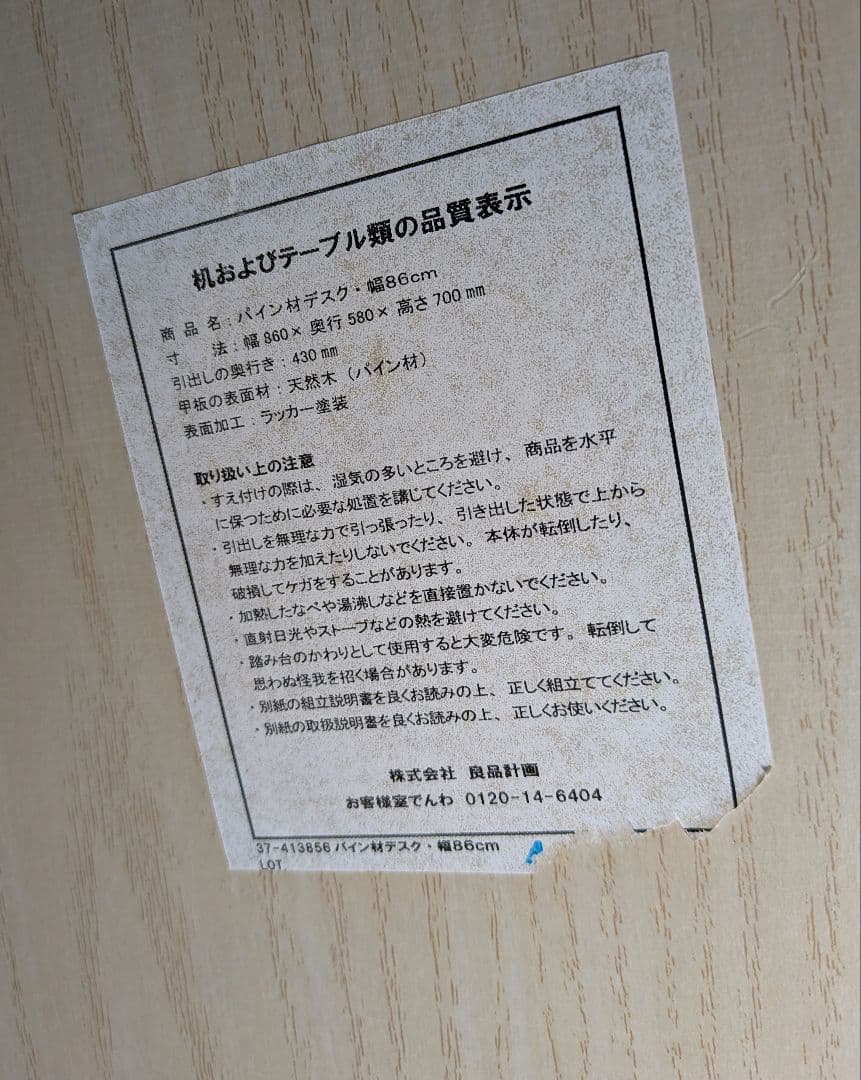 机およびテーブル類の品質表示
商品名：パイン材デスク・幅86cm
寸法：幅860×奥行580×高さ700㎜
引出しの奥行き：430㎜
甲板の表面材：天然木（パイン材）
表面加工：ラッカー塗装
取り扱い上の注意
・すえ付けの際は、湿気の多いところを避け、商品を水平
に保つために必要な処置を講じてください。
・引出しを無理な力で引っ張ったり、引き出した状態で上から
無理な力を加えたりしないでください。本体が転倒したり、
破損してケガをすることがあります。
・加熱したなべや湯沸しなどを直接置かないでください。
・直射日光やストーブなどの熱を避けてください。
・踏み台のかわりとして使用すると大変危険です。転倒して
思わぬ怪我を招く場合があります。
・別紙の組立説明書を良くお読みの上、正しく組立ててください。
・別紙の取扱説明書を良くお読みの上、正しくお使いください。
株式会社 良品計画
お客様室でんわ 0120-14-6404
37-413856 パイン材デスク・幅86cm
LOT